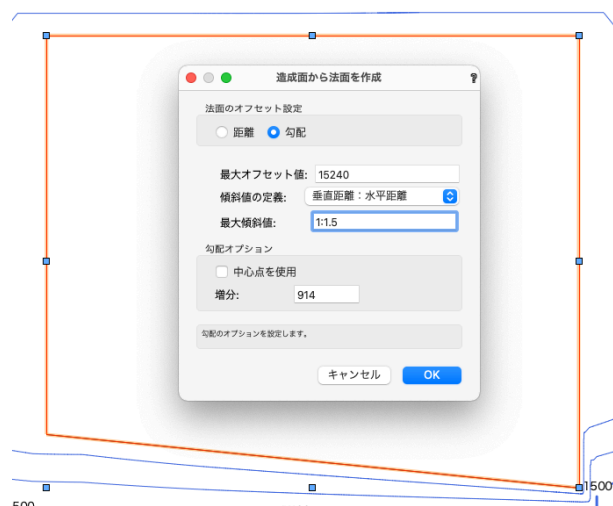 造成面から法面を作成
?
法面のオフセット設定
距離 勾配
最大オフセット値: 15240
傾斜値の定義: 垂直距離：水平距離
最大傾斜値: 1:1.5
勾配オプション
中心点を使用
増分: 914
勾配のオプションを設定します。
キャンセル OK
1500
500